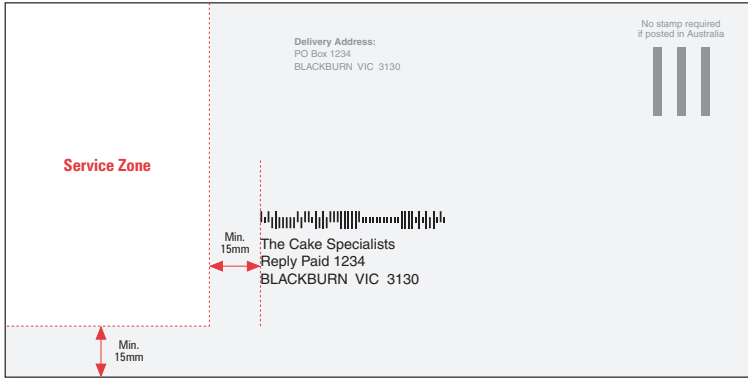 No stamp required
if posted in Australia
Delivery Address:
PO Box 1234
BLACKBURN VIC 3130
Service Zone
Min.
15mm
The Cake Specialists
Reply Paid 1234
BLACKBURN VIC 3130
Min.
15mm